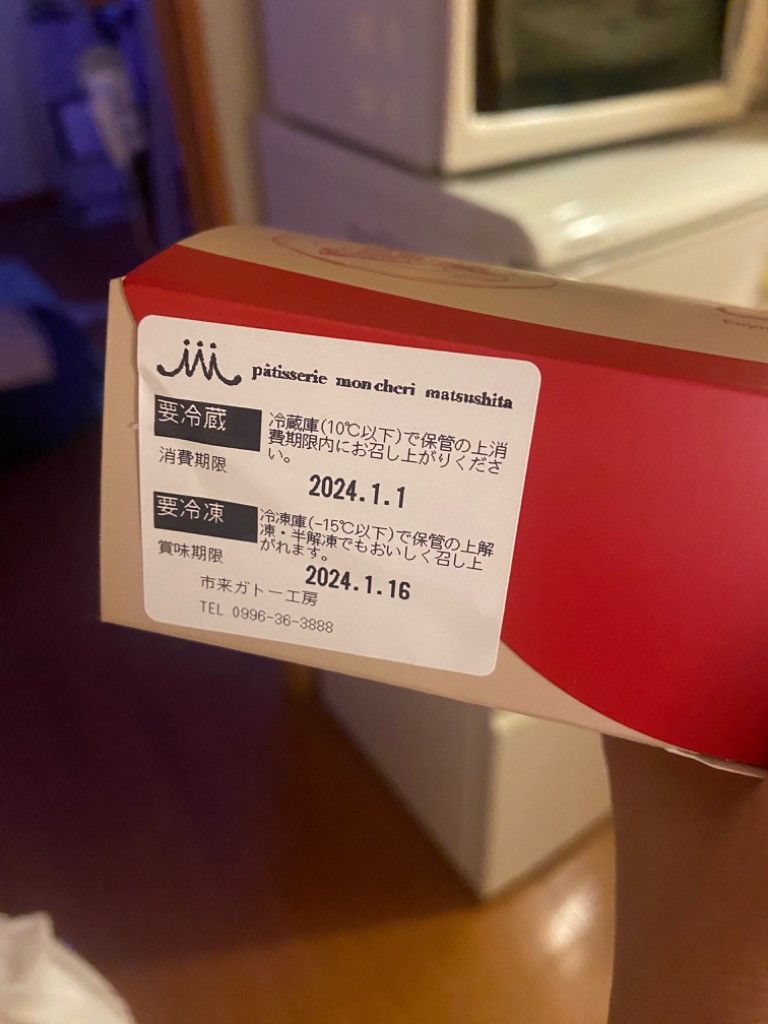 pâtisserie mon cheri matsushita
要冷蔵
冷蔵庫(10℃以下)で保管の上消
費期限内にお召し上がりくださ
い。
消費期限
2024.1.1
要冷凍
冷凍庫(-15℃以下)で保管の上解
凍・半解凍でもおいしく召し上
がれます。
賞味期限
2024.1.16
市来ガトー工房
TEL 0996-36-3888